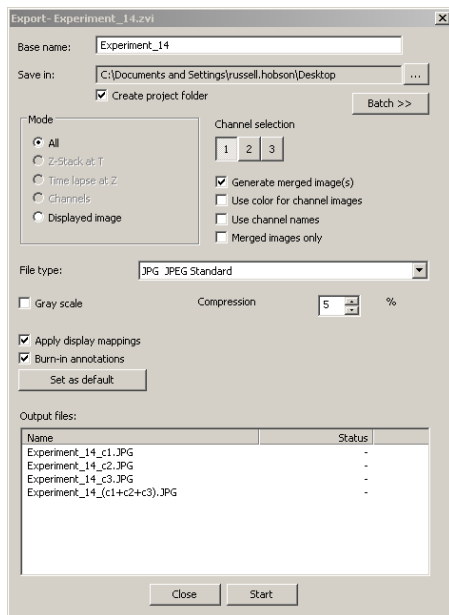 Export- Experiment_14.zvi
Base name: Experiment_14
Save in: C:\Documents and Settings\russell.hobson\Desktop ...
Create project folder
Batch >>
Mode
All
Z-Stack at T
Time lapse at Z
Channels
Displayed image
Channel selection
1 2 3
Generate merged image(s)
Use color for channel images
Use channel names
Merged images only
File type: JPG JPEG Standard
Gray scale Compression 5 %
Apply display mappings
Burn-in annotations
Set as default
Output files:
Name Status
Experiment_14_c1.JPG -
Experiment_14_c2.JPG -
Experiment_14_c3.JPG -
Experiment_14_(c1+c2+c3).JPG -
Close Start